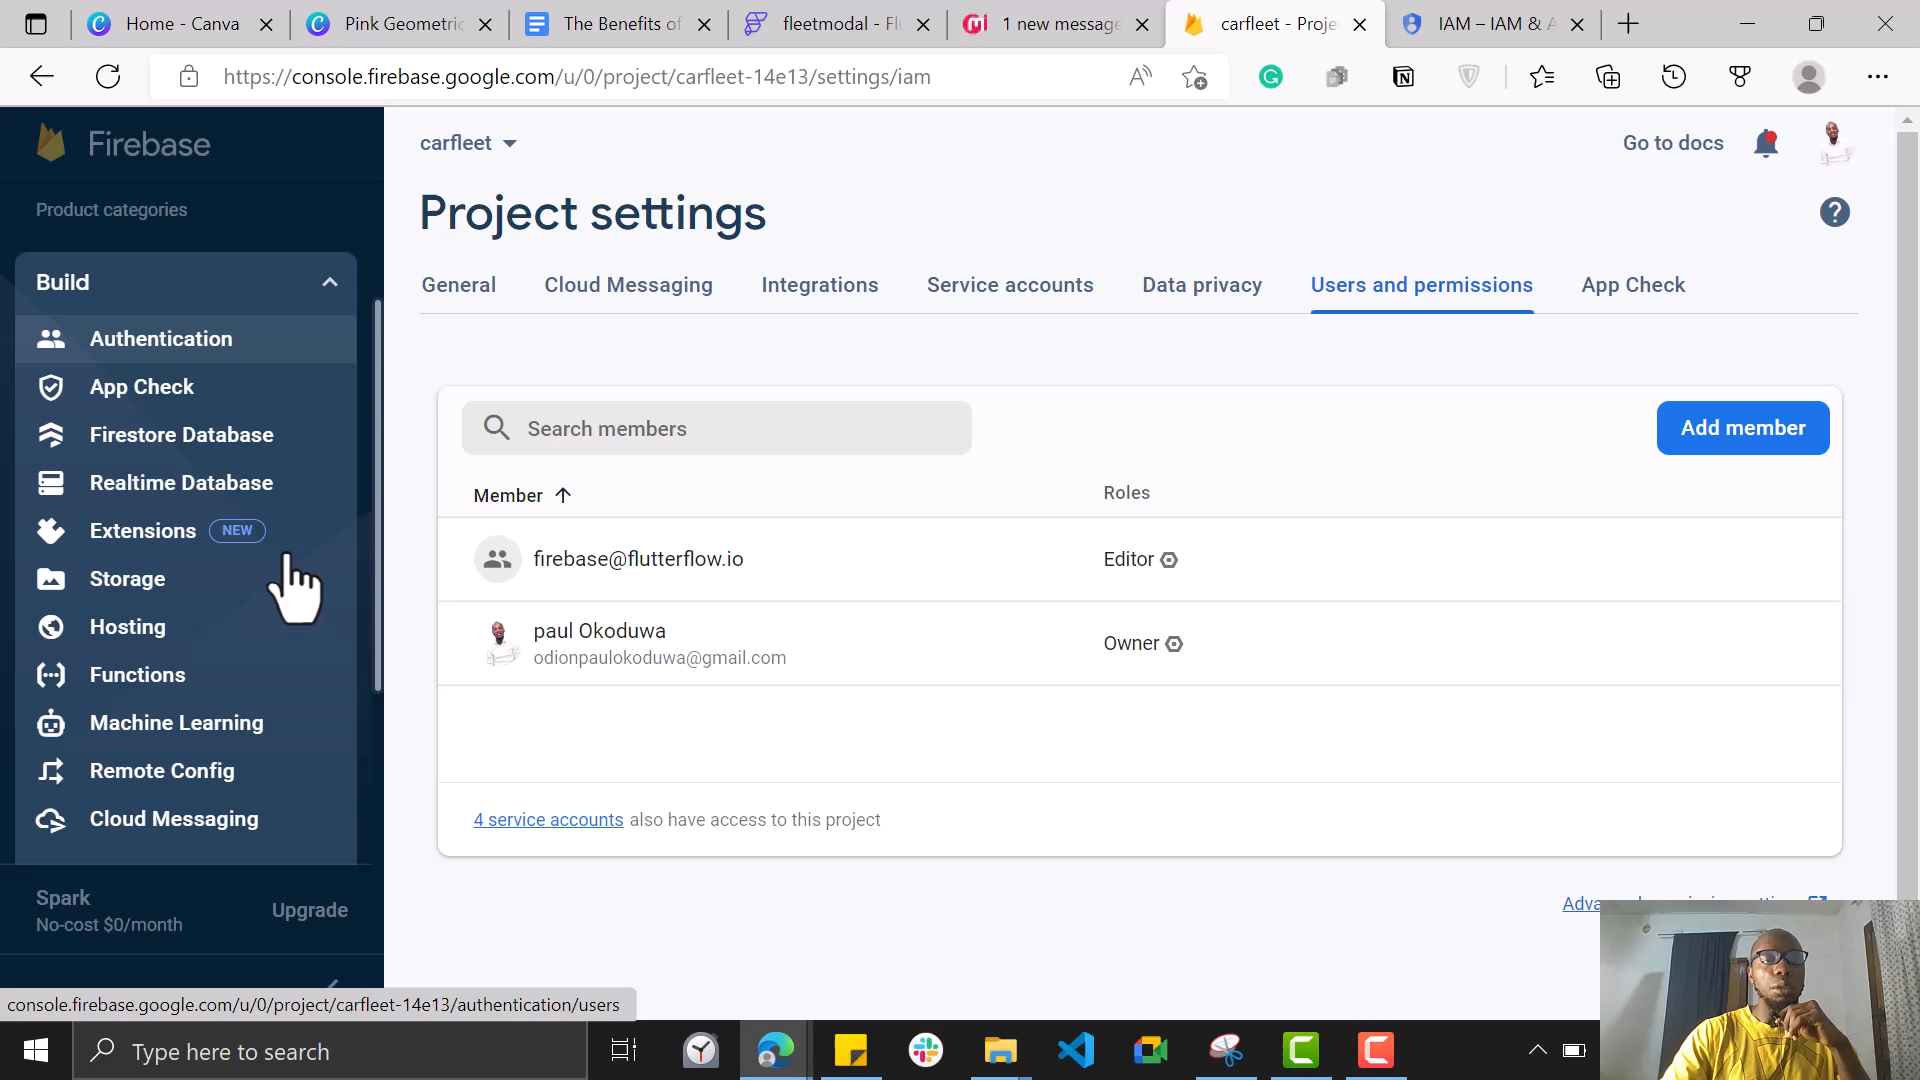 Home - Canva
Pink Geometric
The Benefits of
fleetmodal - Fl
1 new message
carfleet - Proje
IAM – IAM & A
https://console.firebase.google.com/u/0/project/carfleet-14e13/settings/iam
Firebase
carfleet
Go to docs
Product categories
Project settings
Build
General
Cloud Messaging
Integrations
Service accounts
Data privacy
Users and permissions
App Check
Authentication
App Check
Firestore Database
Realtime Database
Extensions NEW
Storage
Hosting
Functions
Machine Learning
Remote Config
Cloud Messaging
Search members
Add member
Member
Roles
firebase@flutterflow.io
Editor
paul Okoduwa
odionpaulokoduwa@gmail.com
Owner
4 service accounts also have access to this project
Spark
No-cost $0/month
Upgrade
console.firebase.google.com/u/0/project/carfleet-14e13/authentication/users
Type here to search